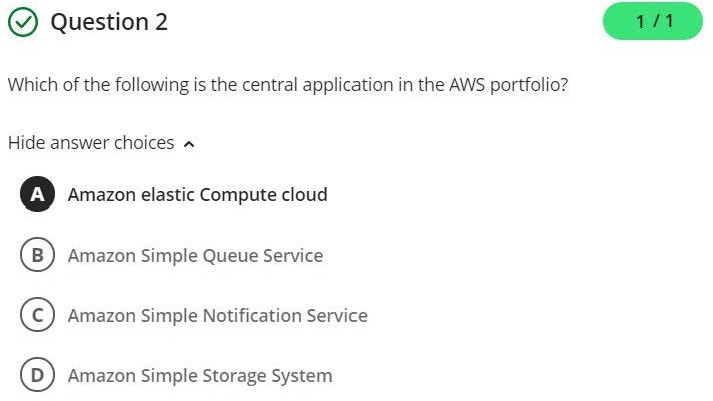 Question 2
1 / 1
Which of the following is the central application in the AWS portfolio?
Hide answer choices
A Amazon elastic Compute cloud
B Amazon Simple Queue Service
C Amazon Simple Notification Service
D Amazon Simple Storage System